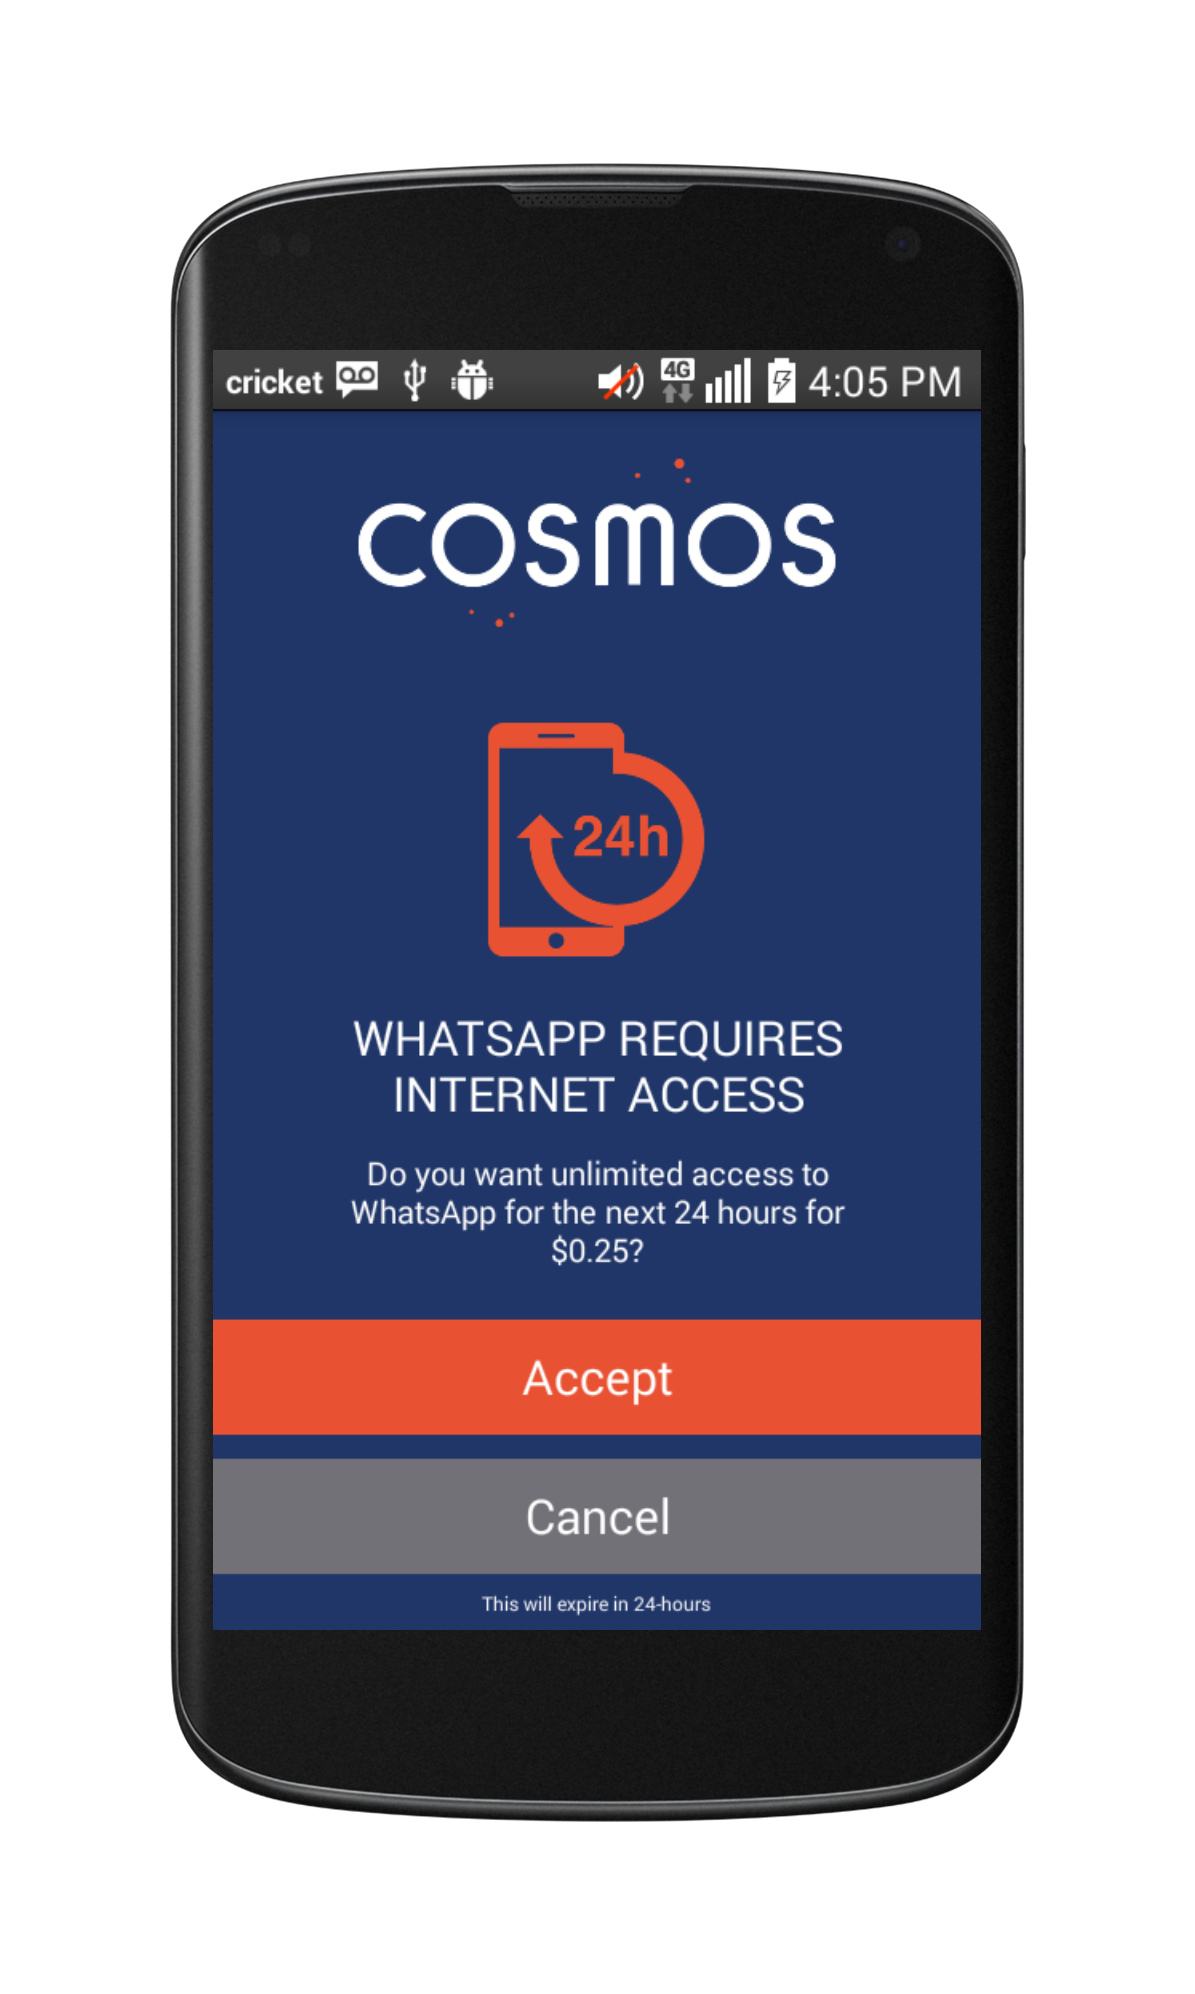 cricket 4G 4:05 PM
COSMOS
24h
WHATSAPP REQUIRES
INTERNET ACCESS
Do you want unlimited access to
WhatsApp for the next 24 hours for
$0.25?
Accept
Cancel
This will expire in 24-hours